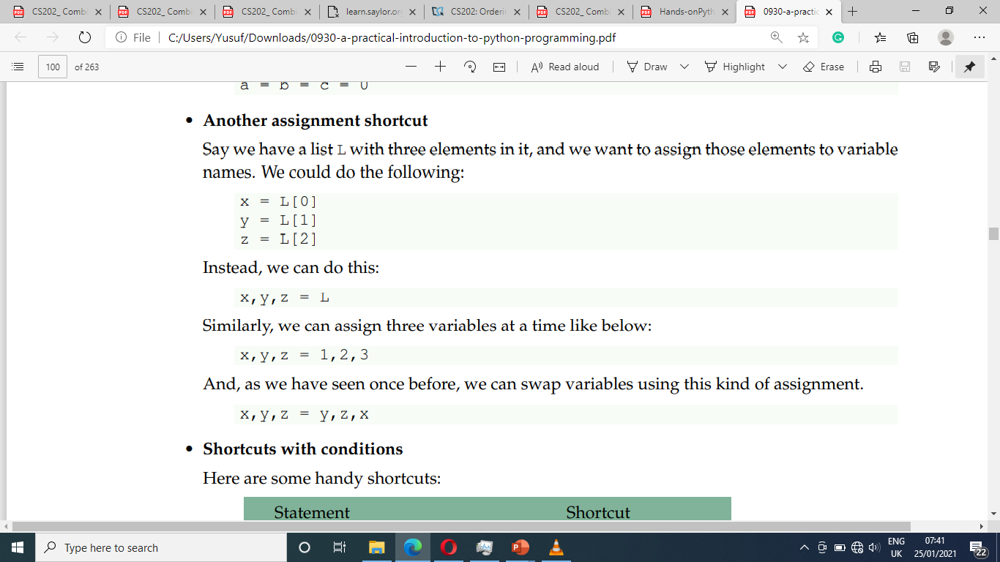 CS202_ Combi
CS202_ Combi
CS202_ Combi
learn.saylor.or
CS202: Orderi
CS202_ Combi
Hands-onPyth
0930-a-practic
File
C:/Users/Yusuf/Downloads/0930-a-practical-introduction-to-python-programming.pdf
100 of 263
Read aloud
Draw
Highlight
Erase
a = b = c = 0
• Another assignment shortcut
Say we have a list L with three elements in it, and we want to assign those elements to variable
names. We could do the following:
x = L[0]
y = L[1]
z = L[2]
Instead, we can do this:
x,y,z = L
Similarly, we can assign three variables at a time like below:
x,y,z = 1,2,3
And, as we have seen once before, we can swap variables using this kind of assignment.
x,y,z = y,z,x
• Shortcuts with conditions
Here are some handy shortcuts:
Statement Shortcut
Type here to search
ENG
UK
07:41
25/01/2021
22